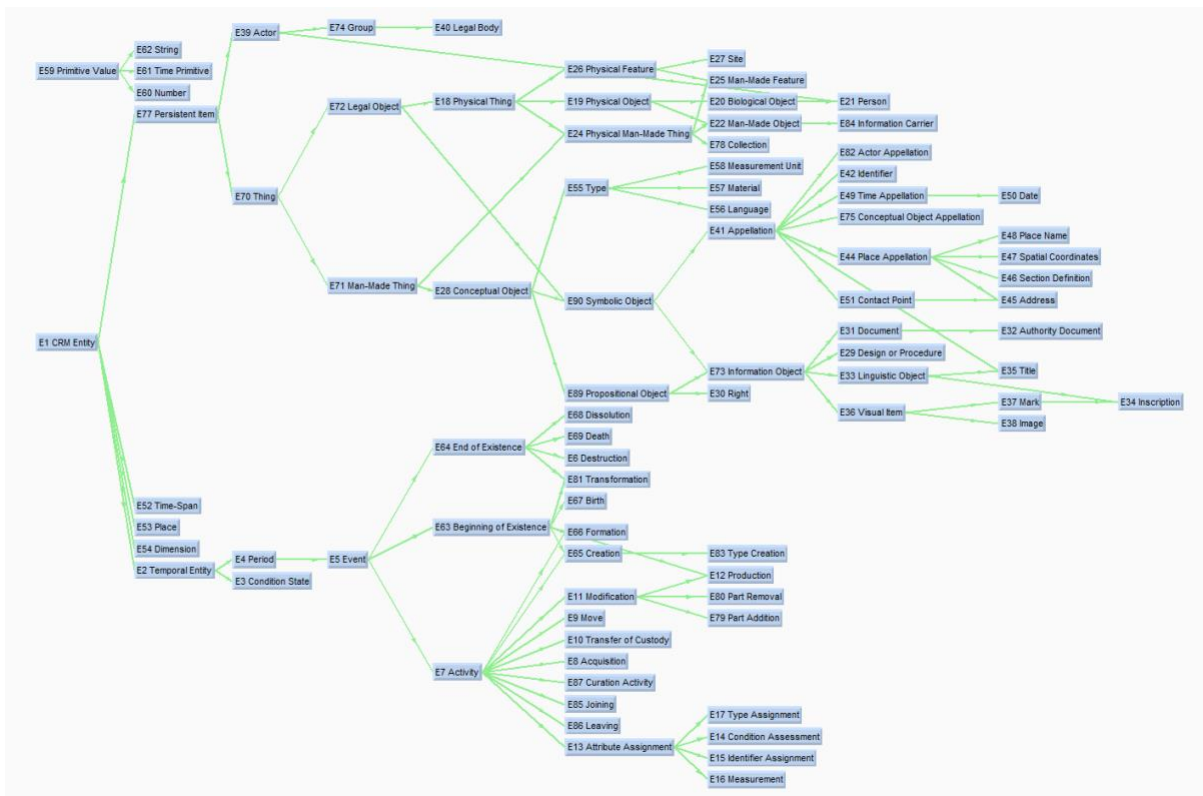 E59 Primitive Value
E62 String
E61 Time Primitive
E60 Number
E1 CRM Entity
E77 Persistent Item
E39 Actor
E74 Group
E40 Legal Body
E70 Thing
E72 Legal Object
E18 Physical Thing
E26 Physical Feature
E27 Site
E25 Man-Made Feature
E19 Physical Object
E20 Biological Object
E21 Person
E22 Man-Made Object
E84 Information Carrier
E24 Physical Man-Made Thing
E78 Collection
E71 Man-Made Thing
E28 Conceptual Object
E55 Type
E58 Measurement Unit
E57 Material
E56 Language
E90 Symbolic Object
E41 Appellation
E82 Actor Appellation
E42 Identifier
E49 Time Appellation
E50 Date
E75 Conceptual Object Appellation
E44 Place Appellation
E48 Place Name
E47 Spatial Coordinates
E46 Section Definition
E51 Contact Point
E45 Address
E73 Information Object
E31 Document
E32 Authority Document
E29 Design or Procedure
E33 Linguistic Object
E35 Title
E36 Visual Item
E37 Mark
E34 Inscription
E38 Image
E89 Propositional Object
E30 Right
E52 Time-Span
E53 Place
E54 Dimension
E2 Temporal Entity
E4 Period
E3 Condition State
E5 Event
E64 End of Existence
E68 Dissolution
E69 Death
E6 Destruction
E81 Transformation
E63 Beginning of Existence
E67 Birth
E66 Formation
E65 Creation
E83 Type Creation
E12 Production
E7 Activity
E11 Modification
E80 Part Removal
E79 Part Addition
E9 Move
E10 Transfer of Custody
E8 Acquisition
E87 Curation Activity
E85 Joining
E86 Leaving
E13 Attribute Assignment
E17 Type Assignment
E14 Condition Assessment
E15 Identifier Assignment
E16 Measurement